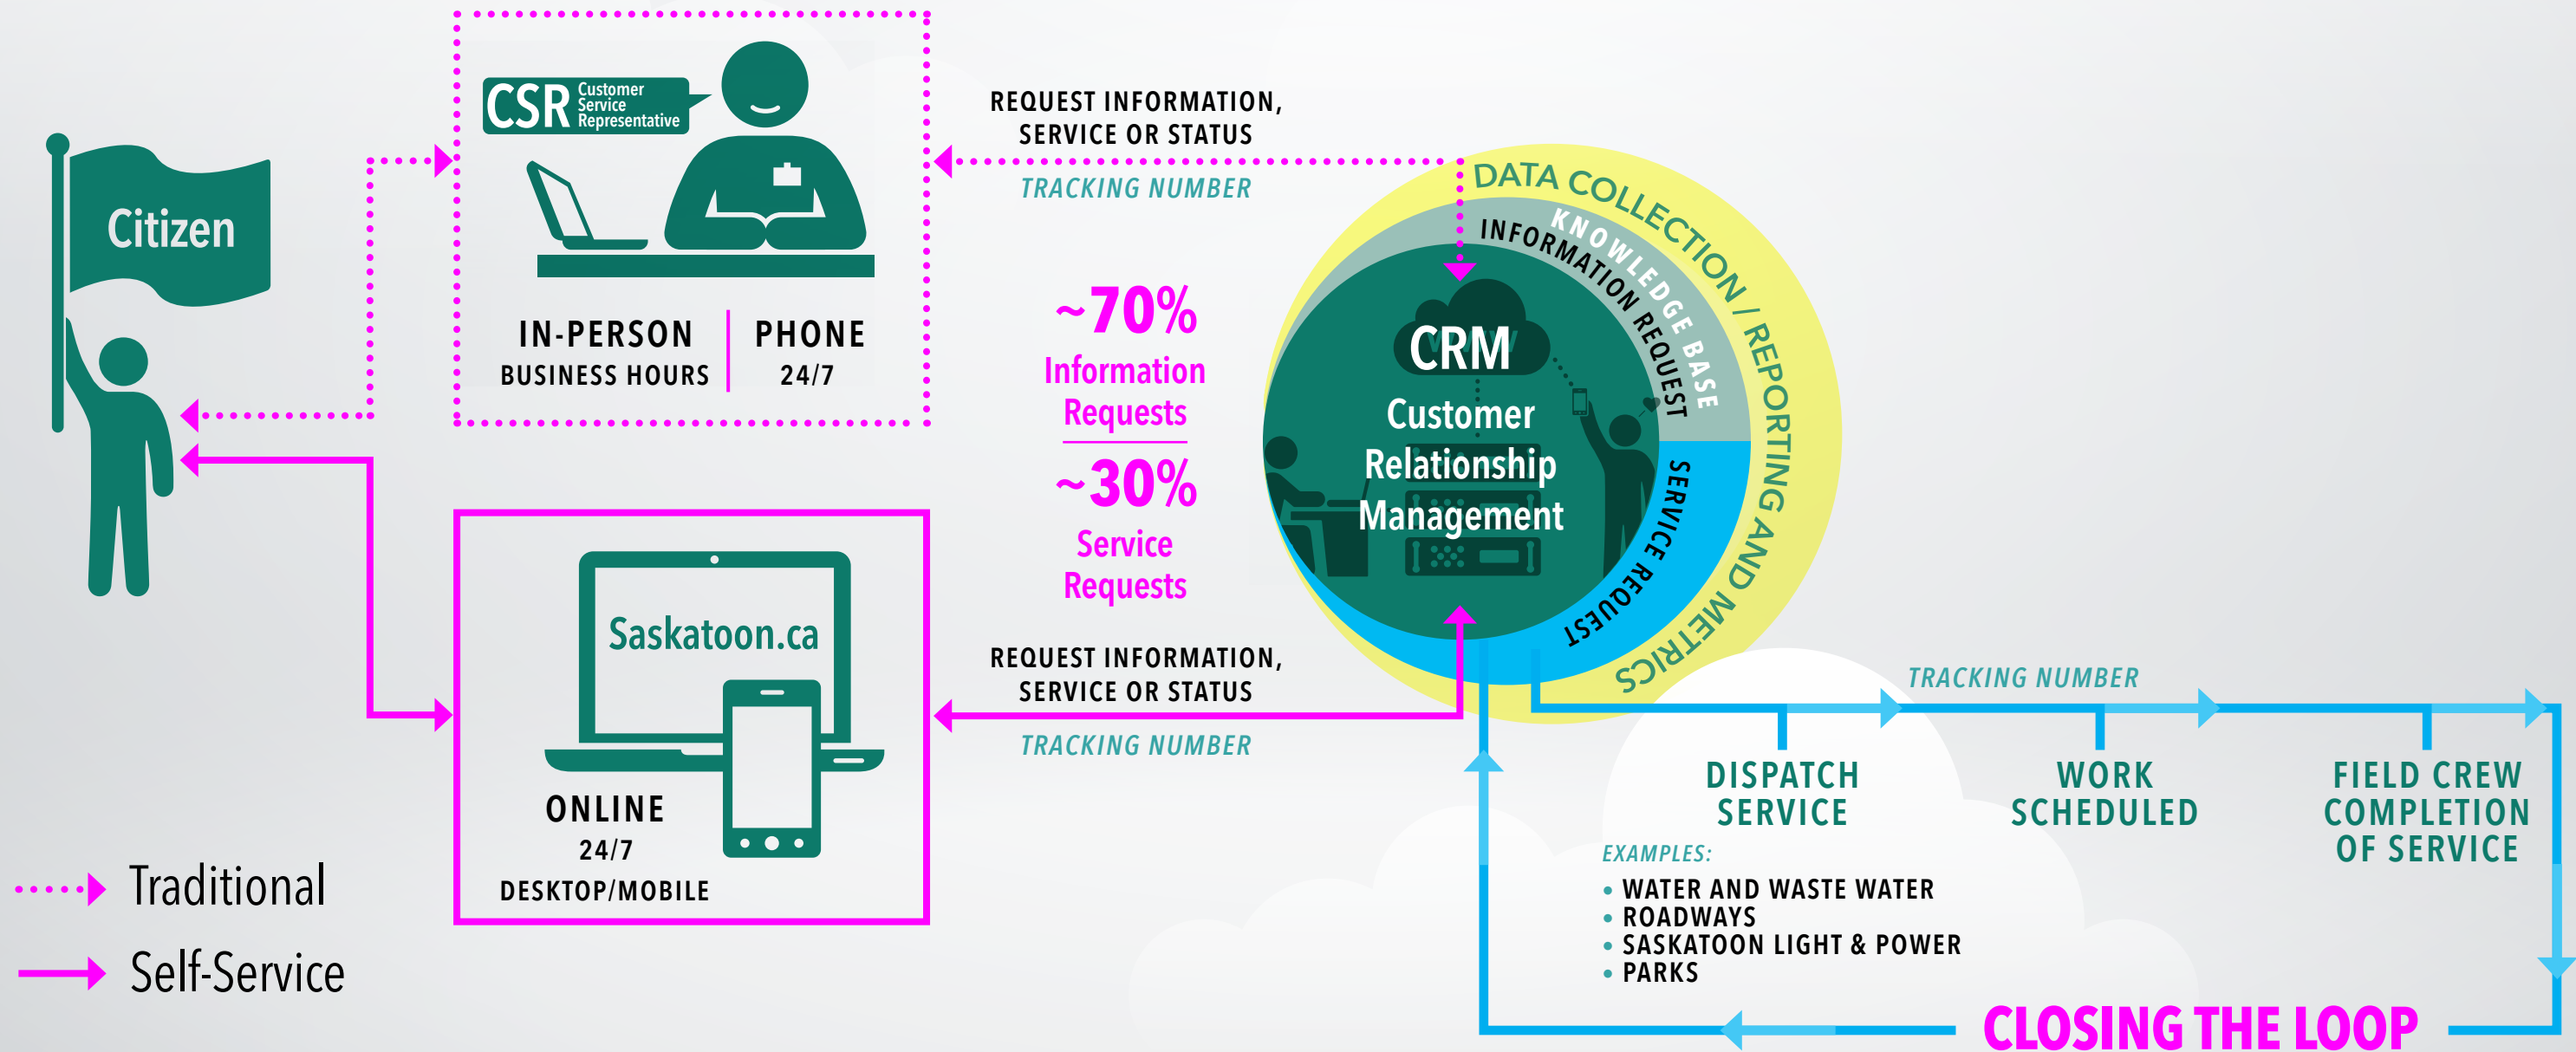 Citizen
CSR
Customer
Service
Representative
IN-PERSON
BUSINESS HOURS
PHONE
24/7
Saskatoon.ca
ONLINE
24/7
DESKTOP/MOBILE
Traditional
Self-Service
REQUEST INFORMATION,
SERVICE OR STATUS
TRACKING NUMBER
~70%
Information
Requests
~30%
Service
Requests
REQUEST INFORMATION,
SERVICE OR STATUS
TRACKING NUMBER
DATA COLLECTION / REPORTING AND METRICS
KNOWLEDGE BASE
INFORMATION REQUEST
SERVICE REQUEST
CRM
Customer
Relationship
Management
TRACKING NUMBER
DISPATCH
SERVICE
WORK
SCHEDULED
FIELD CREW
COMPLETION
OF SERVICE
EXAMPLES:
• WATER AND WASTE WATER
• ROADWAYS
• SASKATOON LIGHT & POWER
• PARKS
CLOSING THE LOOP